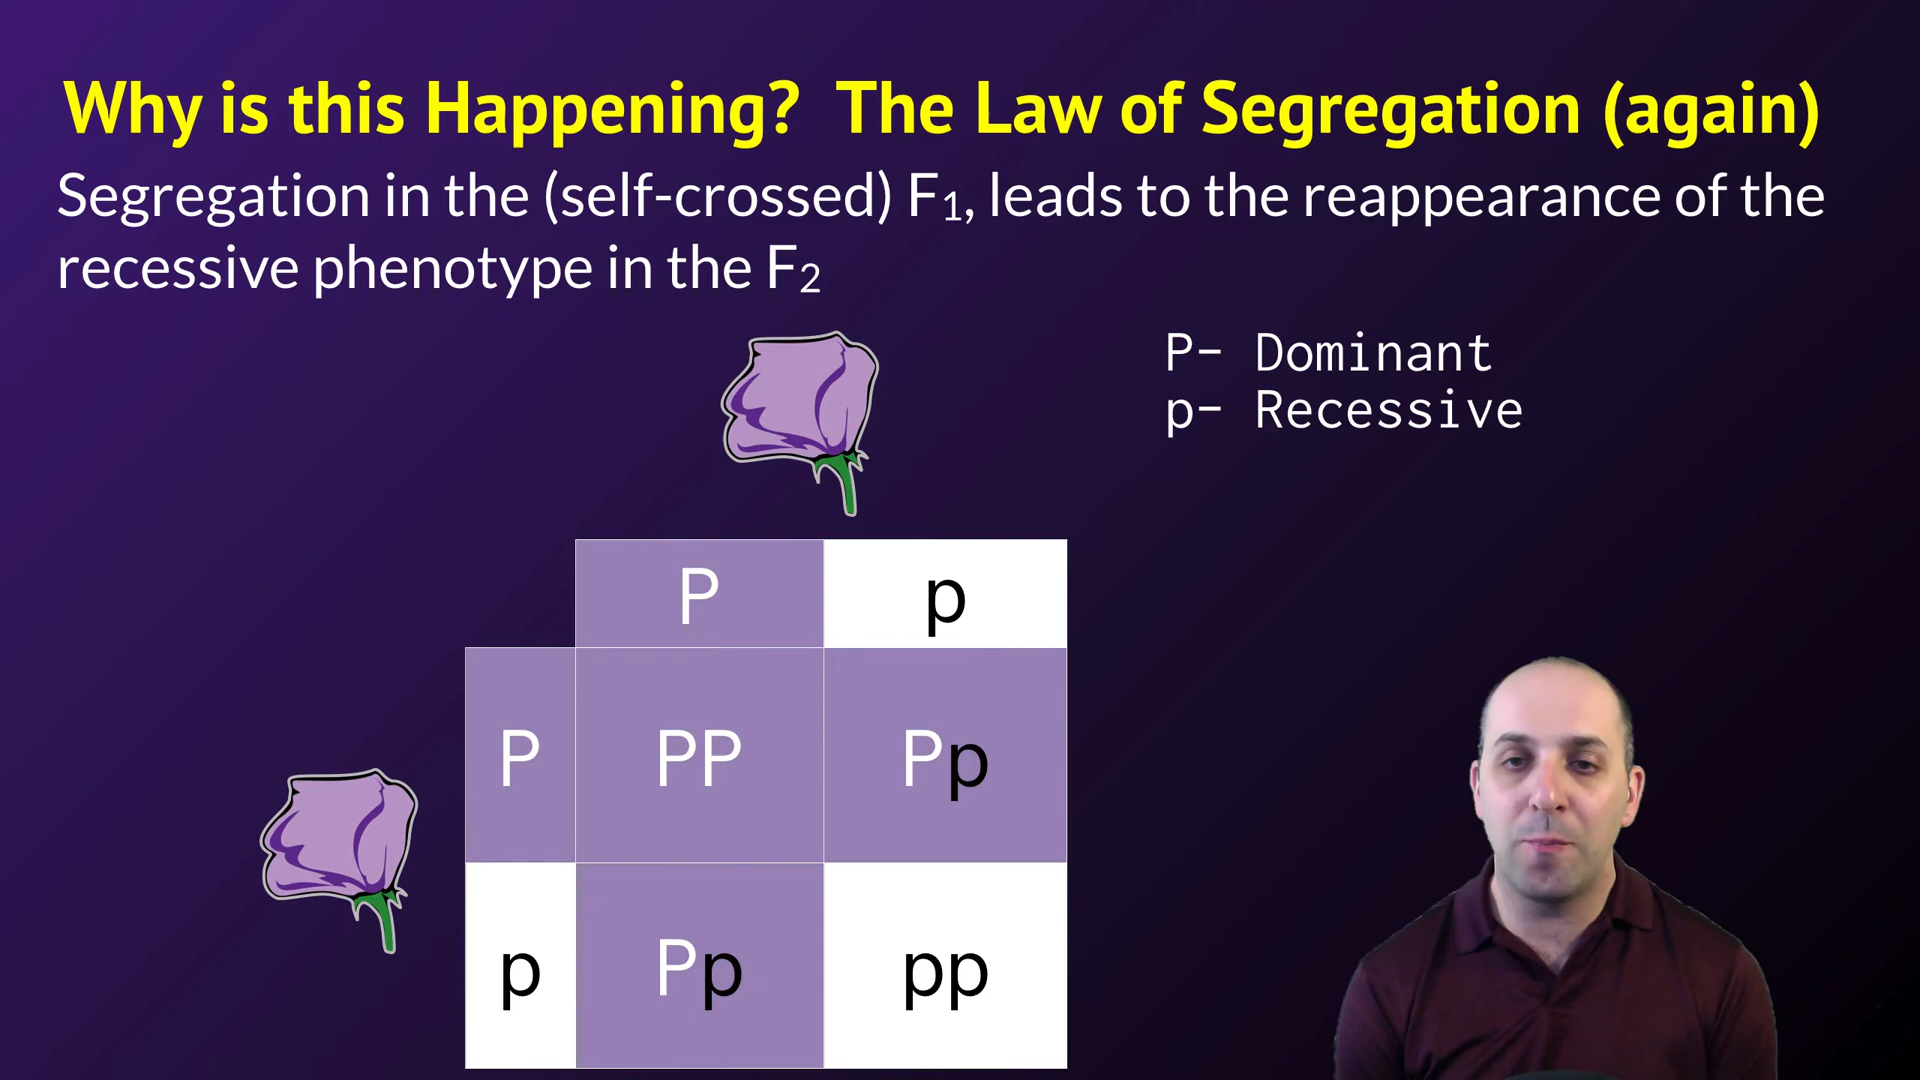 Why is this Happening? The Law of Segregation (again)
Segregation in the (self-crossed) F1, leads to the reappearance of the
recessive phenotype in the F2
P- Dominant
p- Recessive
P p
P PP Pp
p Pp pp